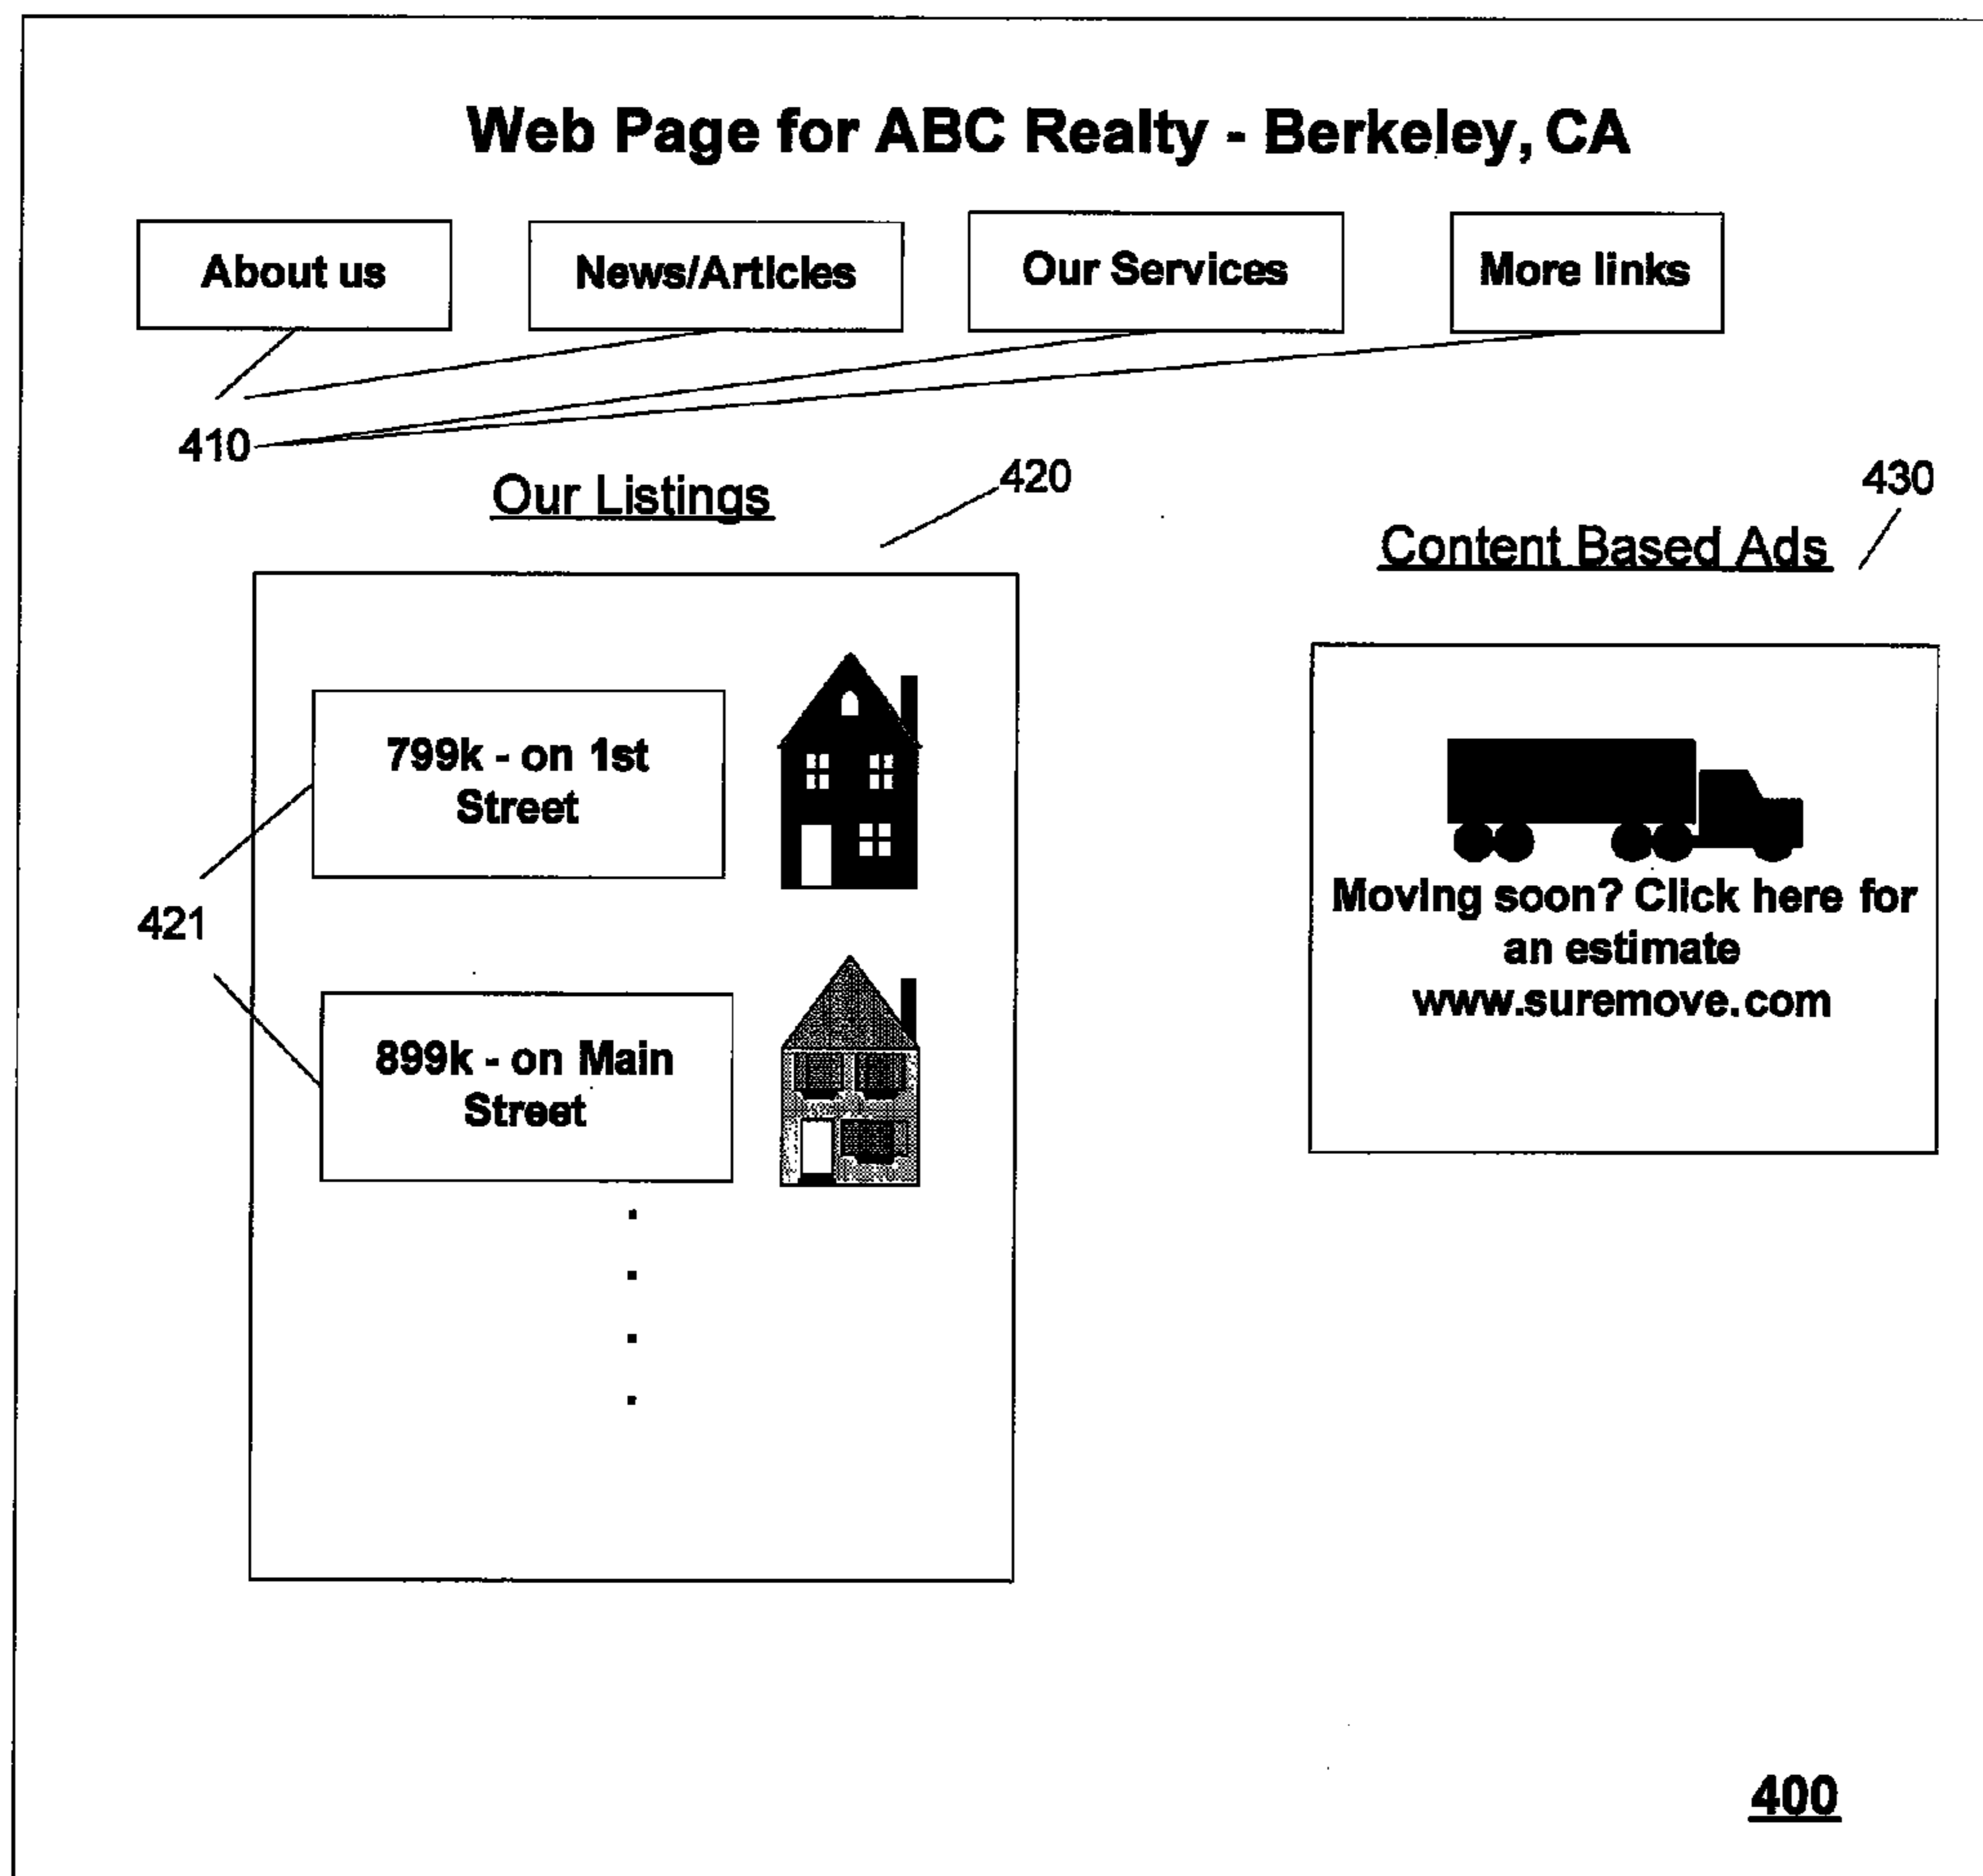 Web Page for ABC Realty - Berkeley, CA
About us
News/Articles
Our Services
More links
410
Our Listings
420
430
Content Based Ads
799k - on 1st
Street
421
899k - on Main
Street
Moving soon? Click here for
an estimate
www.suremove.com
400